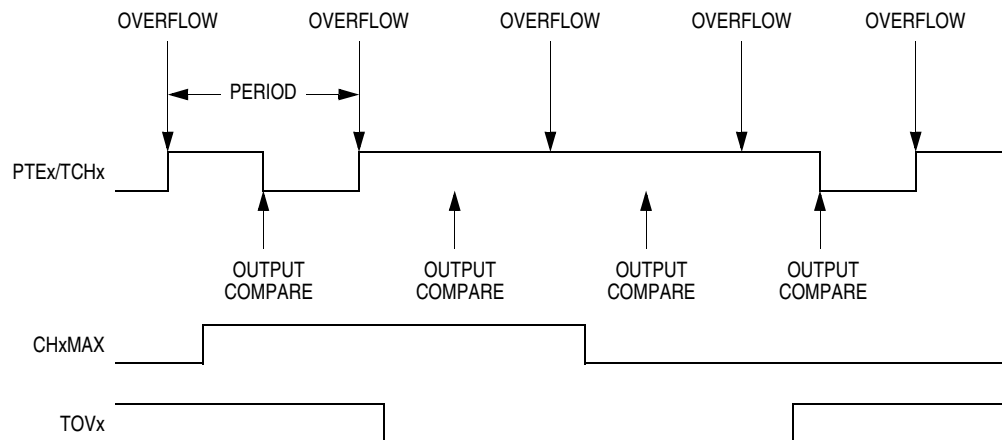 OVERFLOW OVERFLOW OVERFLOW OVERFLOW OVERFLOW
PERIOD
PTEx/TCHx
OUTPUT OUTPUT OUTPUT OUTPUT
COMPARE COMPARE COMPARE COMPARE
CHxMAX
TOVx